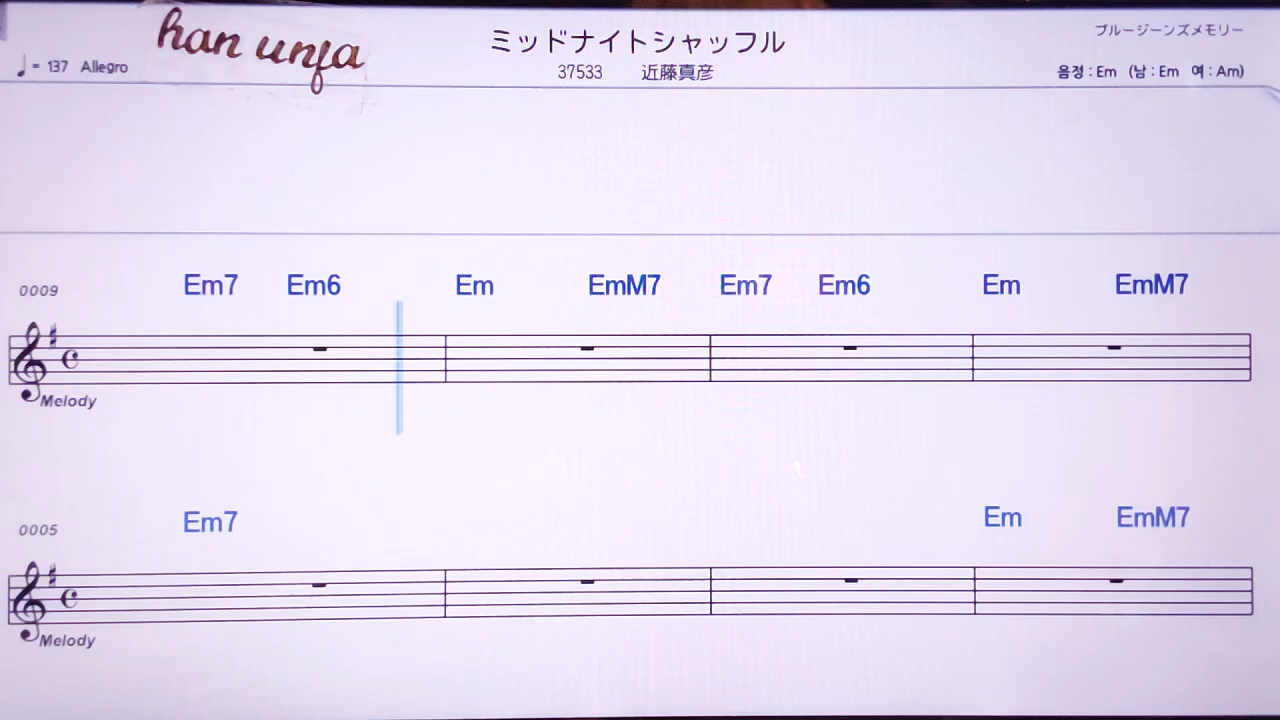 han unfa
ミッドナイトシャッフル
ブルージーンズメモリー
♩= 137 Allegro
37533 近藤真彦
음정 : Em (남 : Em 여 : Am)
0009 Em7 Em6 Em EmM7 Em7 Em6 Em EmM7
Melody
0005 Em7 Em EmM7
Melody